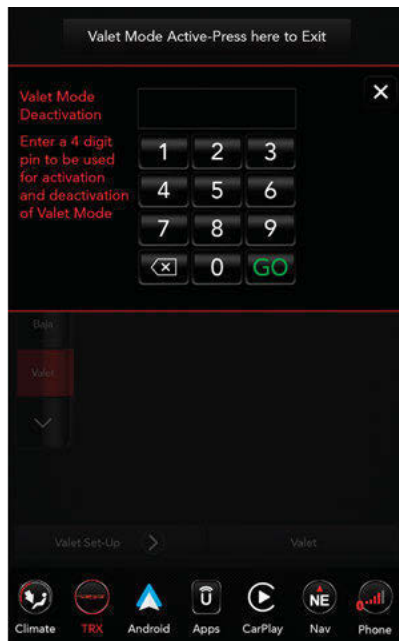 Valet Mode Active-Press here to Exit
Valet Mode
Deactivation
Enter a 4 digit
pin to be used
for activation
and deactivation
of Valet Mode
1 2 3
4 5 6
7 8 9
0 GO
Baja
Valet
Valet Set-Up Valet
NE
Climate TRX Android Apps CarPlay Nav Phone